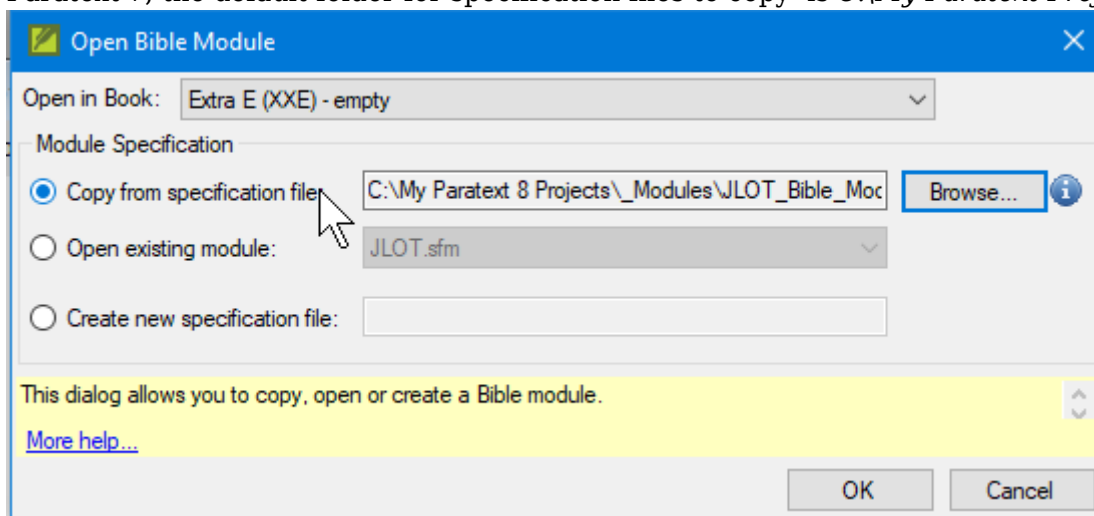 Open Bible Module
Open in Book: Extra E (XXE) - empty
Module Specification
Copy from specification file: C:\My Paratext 8 Projects\_Modules\JLOT_Bible_Moc Browse...
Open existing module: JLOT.sfm
Create new specification file:
This dialog allows you to copy, open or create a Bible module.
More help...
OK Cancel